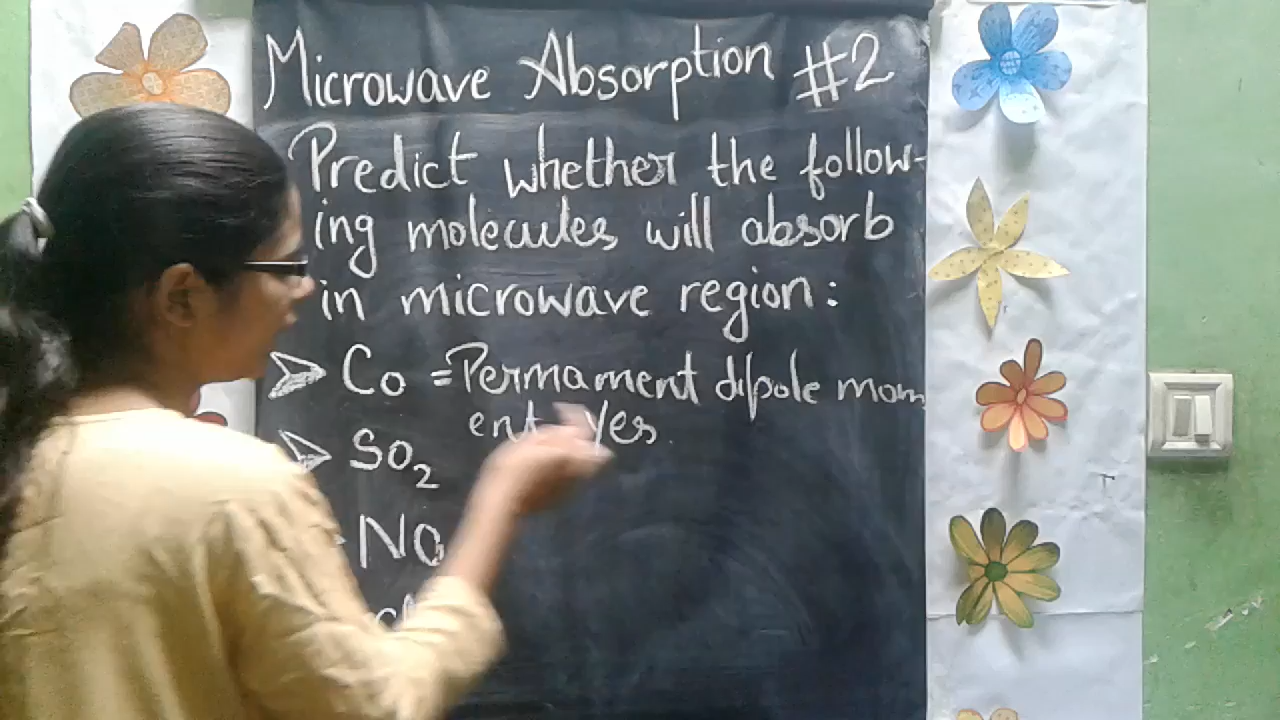 Microwave Absorption #2
Predict whether the follow-
ing molecules will absorb
in microwave region:
Co = Permament dipole mom
Yes
SO2
NO